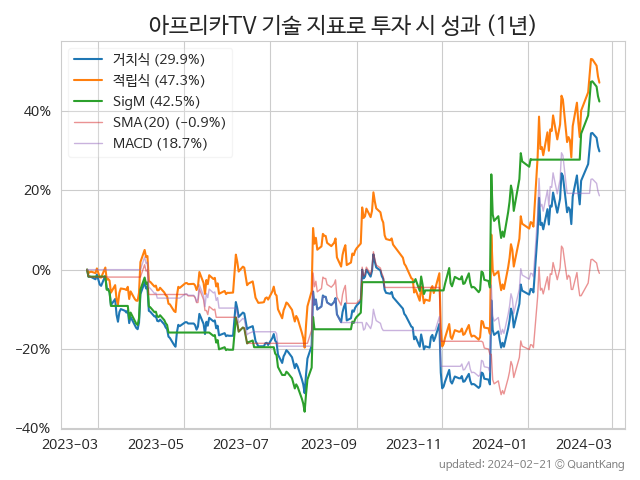 아프리카TV 기술 지표로 투자 시 성과 (1년)
거치식 (29.9%)
적립식 (47.3%)
SigM (42.5%)
SMA(20) (−0.9%)
MACD (18.7%)
40%
20%
0%
−20%
−40%
2023-03 2023-05 2023-07 2023-09 2023-11 2024-01 2024-03
updated: 2024-02-21 © QuantKang